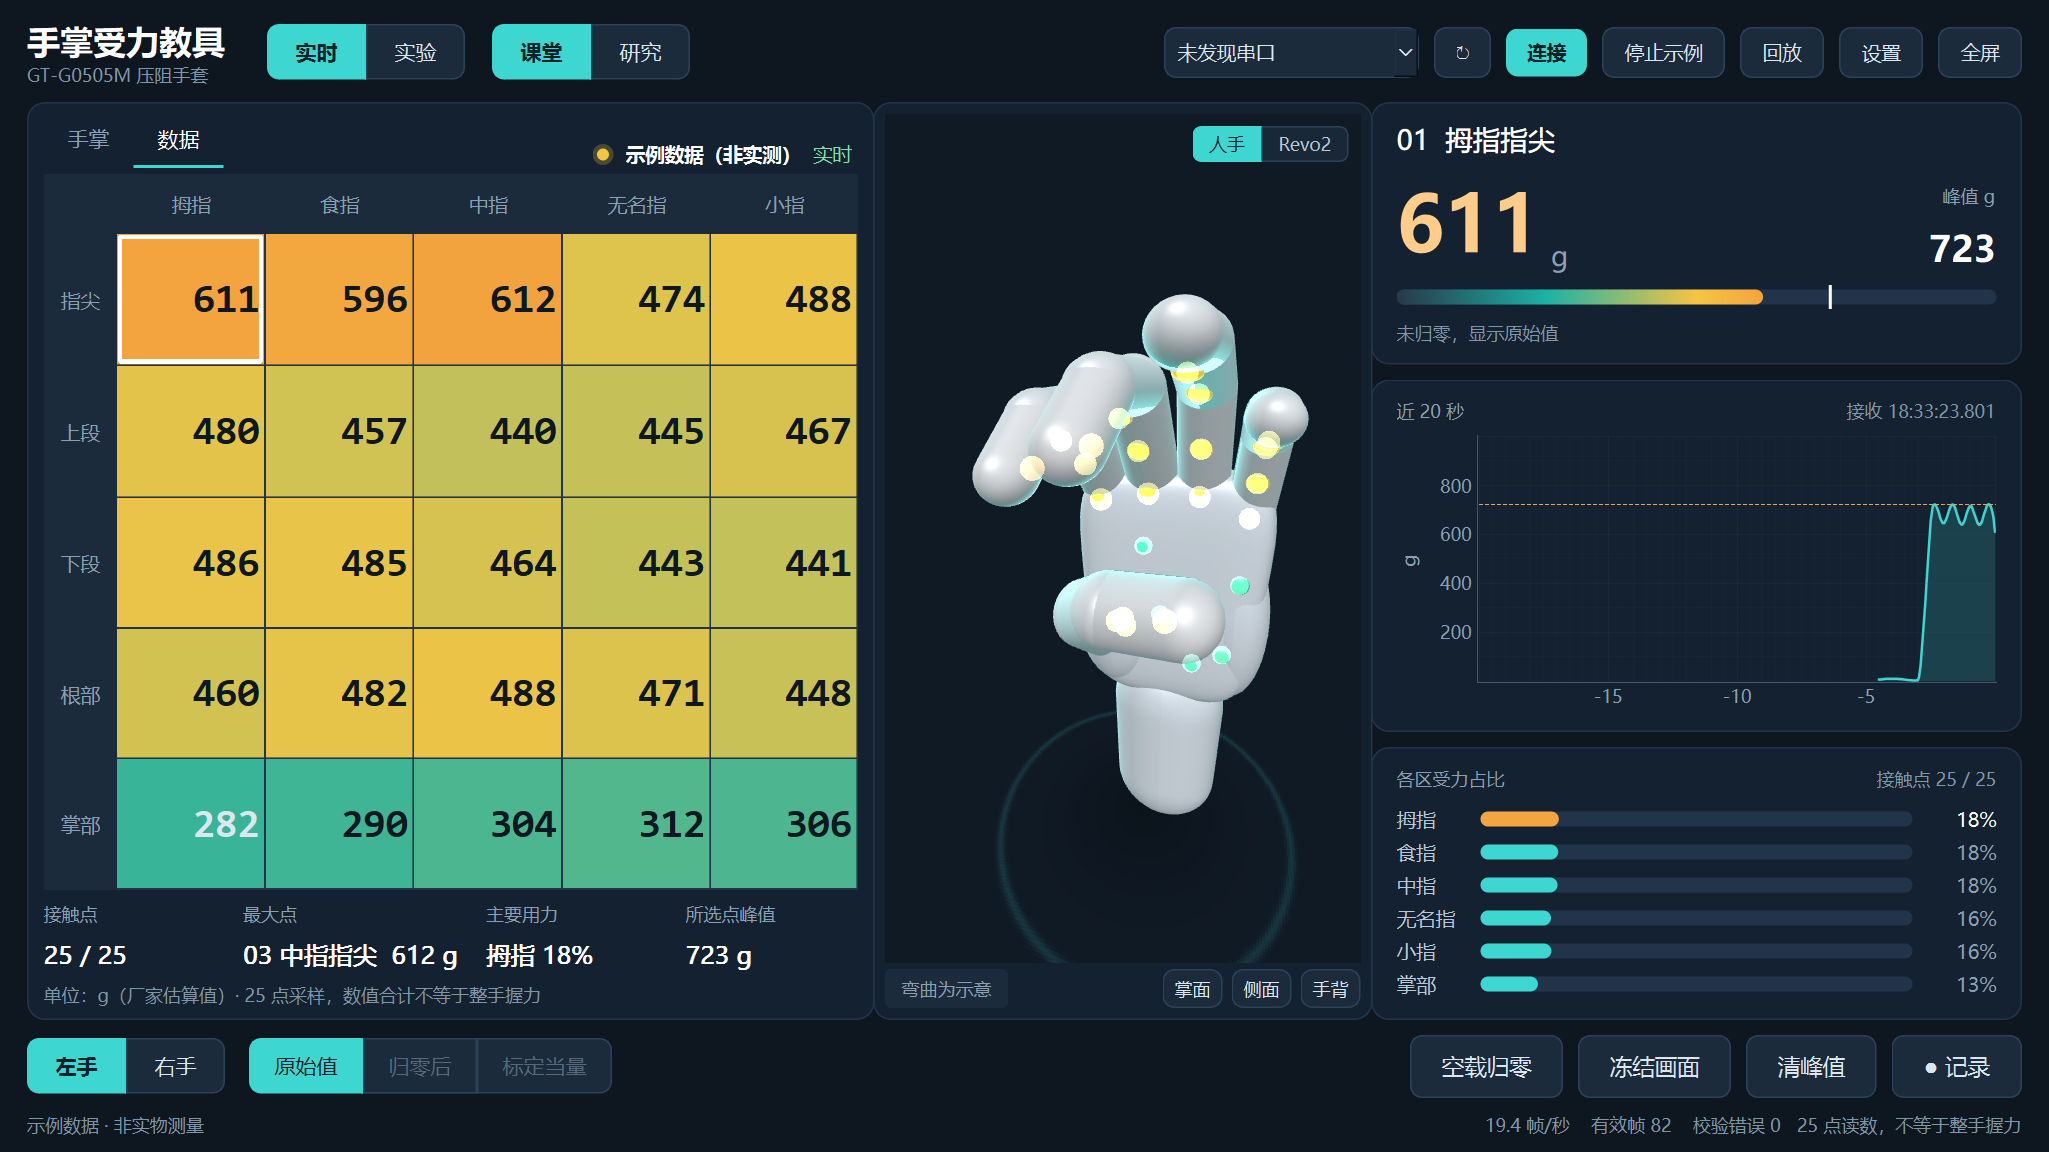 手掌受力教具
GT-G0505M 压阻手套
实时 实验 课堂 研究
未发现串口 ↻ 连接 停止示例 回放 设置 全屏
手掌 数据
示例数据（非实测） 实时
拇指 食指 中指 无名指 小指
指尖 611 596 612 474 488
上段 480 457 440 445 467
下段 486 485 464 443 441
根部 460 482 488 471 448
掌部 282 290 304 312 306
接触点 最大点 主要用力 所选点峰值
25 / 25 03 中指指尖 612 g 拇指 18% 723 g
单位：g（厂家估算值）· 25 点采样，数值合计不等于整手握力
人手 Revo2
弯曲为示意 掌面 侧面 手背
01 拇指指尖
611 g
峰值 g
723
未归零，显示原始值
近 20 秒 接收 18:33:23.801
800
600
g
400
200
-15 -10 -5
各区受力占比 接触点 25 / 25
拇指 18%
食指 18%
中指 18%
无名指 16%
小指 16%
掌部 13%
左手 右手 原始值 归零后 标定当量
空载归零 冻结画面 清峰值 ● 记录
示例数据 · 非实物测量
19.4 帧/秒 有效帧 82 校验错误 0 25 点读数，不等于整手握力